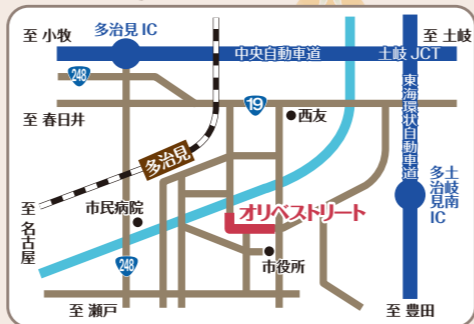 至 小牧
多治見 IC
中央自動車道
土岐 JCT
至 土岐
248
至 春日井
19
西友
東海環状自動車道
多治見
土岐南
多治見
IC
至 名古屋
市民病院
オリベストリート
248
市役所
至 瀬戸
至 豊田